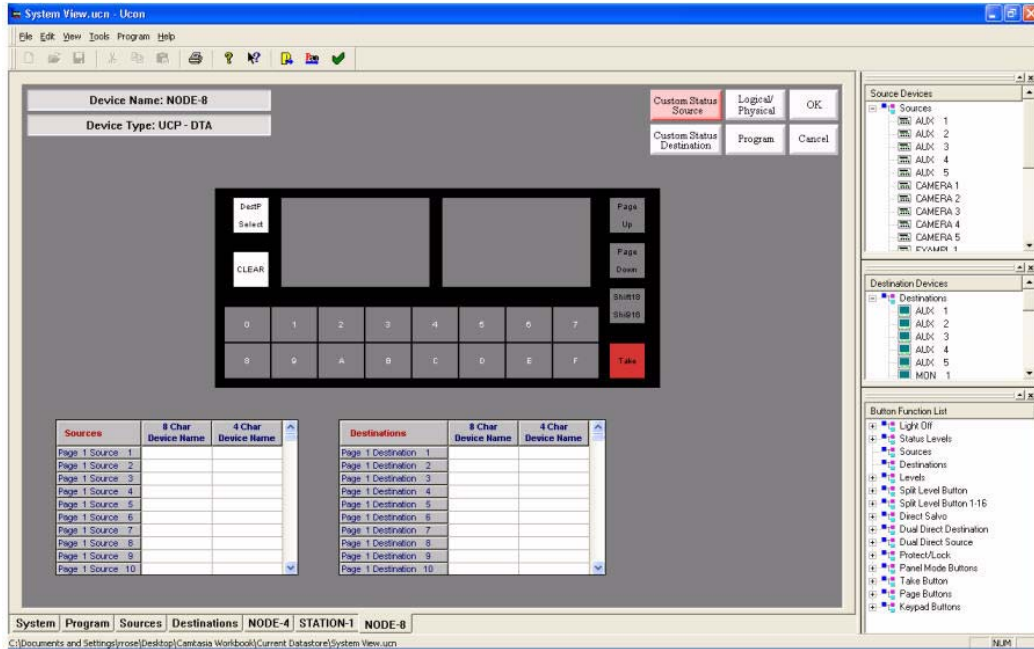 System View.ucn - Ucon
File Edit View Tools Program Help
Device Name: NODE-8
Device Type: UCP - DTA
Custom Status Source
Logical/ Physical
OK
Custom Status Destination
Program
Cancel
DestP Select
CLEAR
Page Up
Page Down
Take
0 1 2 3 4 5 6 7
8 9 A B C D E F
Sources 8 Char Device Name 4 Char Device Name
Page 1 Source 1
Page 1 Source 2
Page 1 Source 3
Page 1 Source 4
Page 1 Source 5
Page 1 Source 6
Page 1 Source 7
Page 1 Source 8
Page 1 Source 9
Page 1 Source 10
Destinations 8 Char Device Name 4 Char Device Name
Page 1 Destination 1
Page 1 Destination 2
Page 1 Destination 3
Page 1 Destination 4
Page 1 Destination 5
Page 1 Destination 6
Page 1 Destination 7
Page 1 Destination 8
Page 1 Destination 9
Page 1 Destination 10
Source Devices
Sources
AUX 1
AUX 2
AUX 3
AUX 4
AUX 5
CAMERA 1
CAMERA 2
CAMERA 3
CAMERA 4
CAMERA 5
Destination Devices
Destinations
AUX 1
AUX 2
AUX 3
AUX 4
AUX 5
MON 1
Button Function List
Light Off
Status Levels
Sources
Destinations
Levels
Split Level Button
Split Level Button 1-16
Direct Salvo
Dual Direct Destination
Dual Direct Source
Protect/Lock
Panel Mode Buttons
Take Button
Page Buttons
Keypad Buttons
System Program Sources Destinations NODE-4 STATION-1 NODE-8
C:\Documents and Settings\rrose\Desktop\Camtasia Workbook\Current Datastore\System View.ucn
NUM